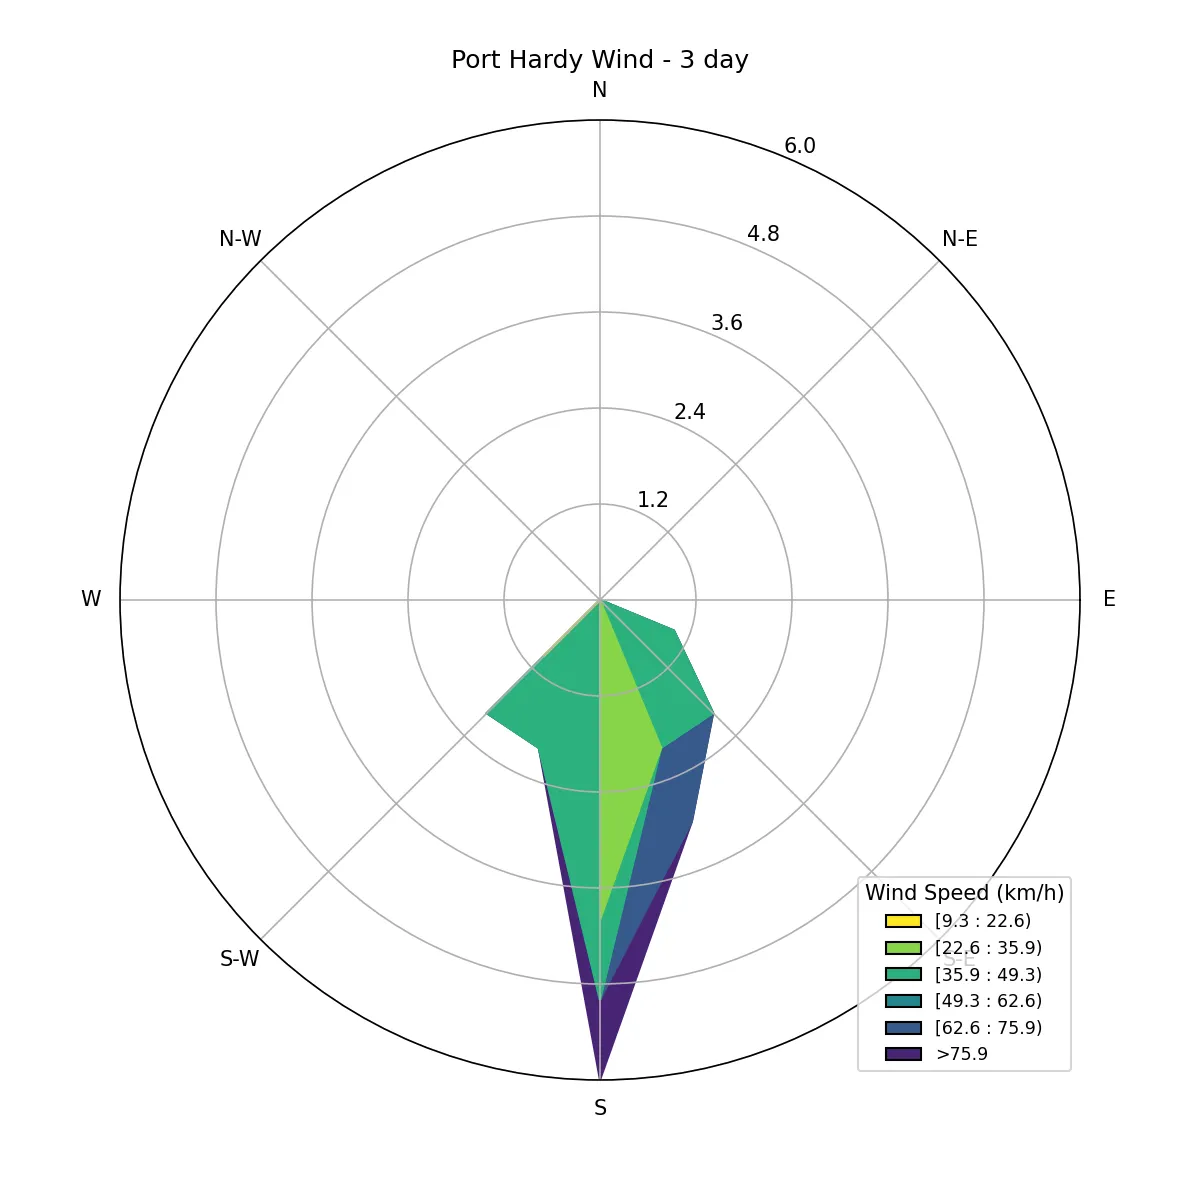 Port Hardy Wind - 3 day
N
6.0
N-W
N-E
4.8
3.6
2.4
1.2
W
E
Wind Speed (km/h)
[9.3 : 22.6)
[22.6 : 35.9)
S-W
S-E
[35.9 : 49.3)
[49.3 : 62.6)
[62.6 : 75.9)
>75.9
S